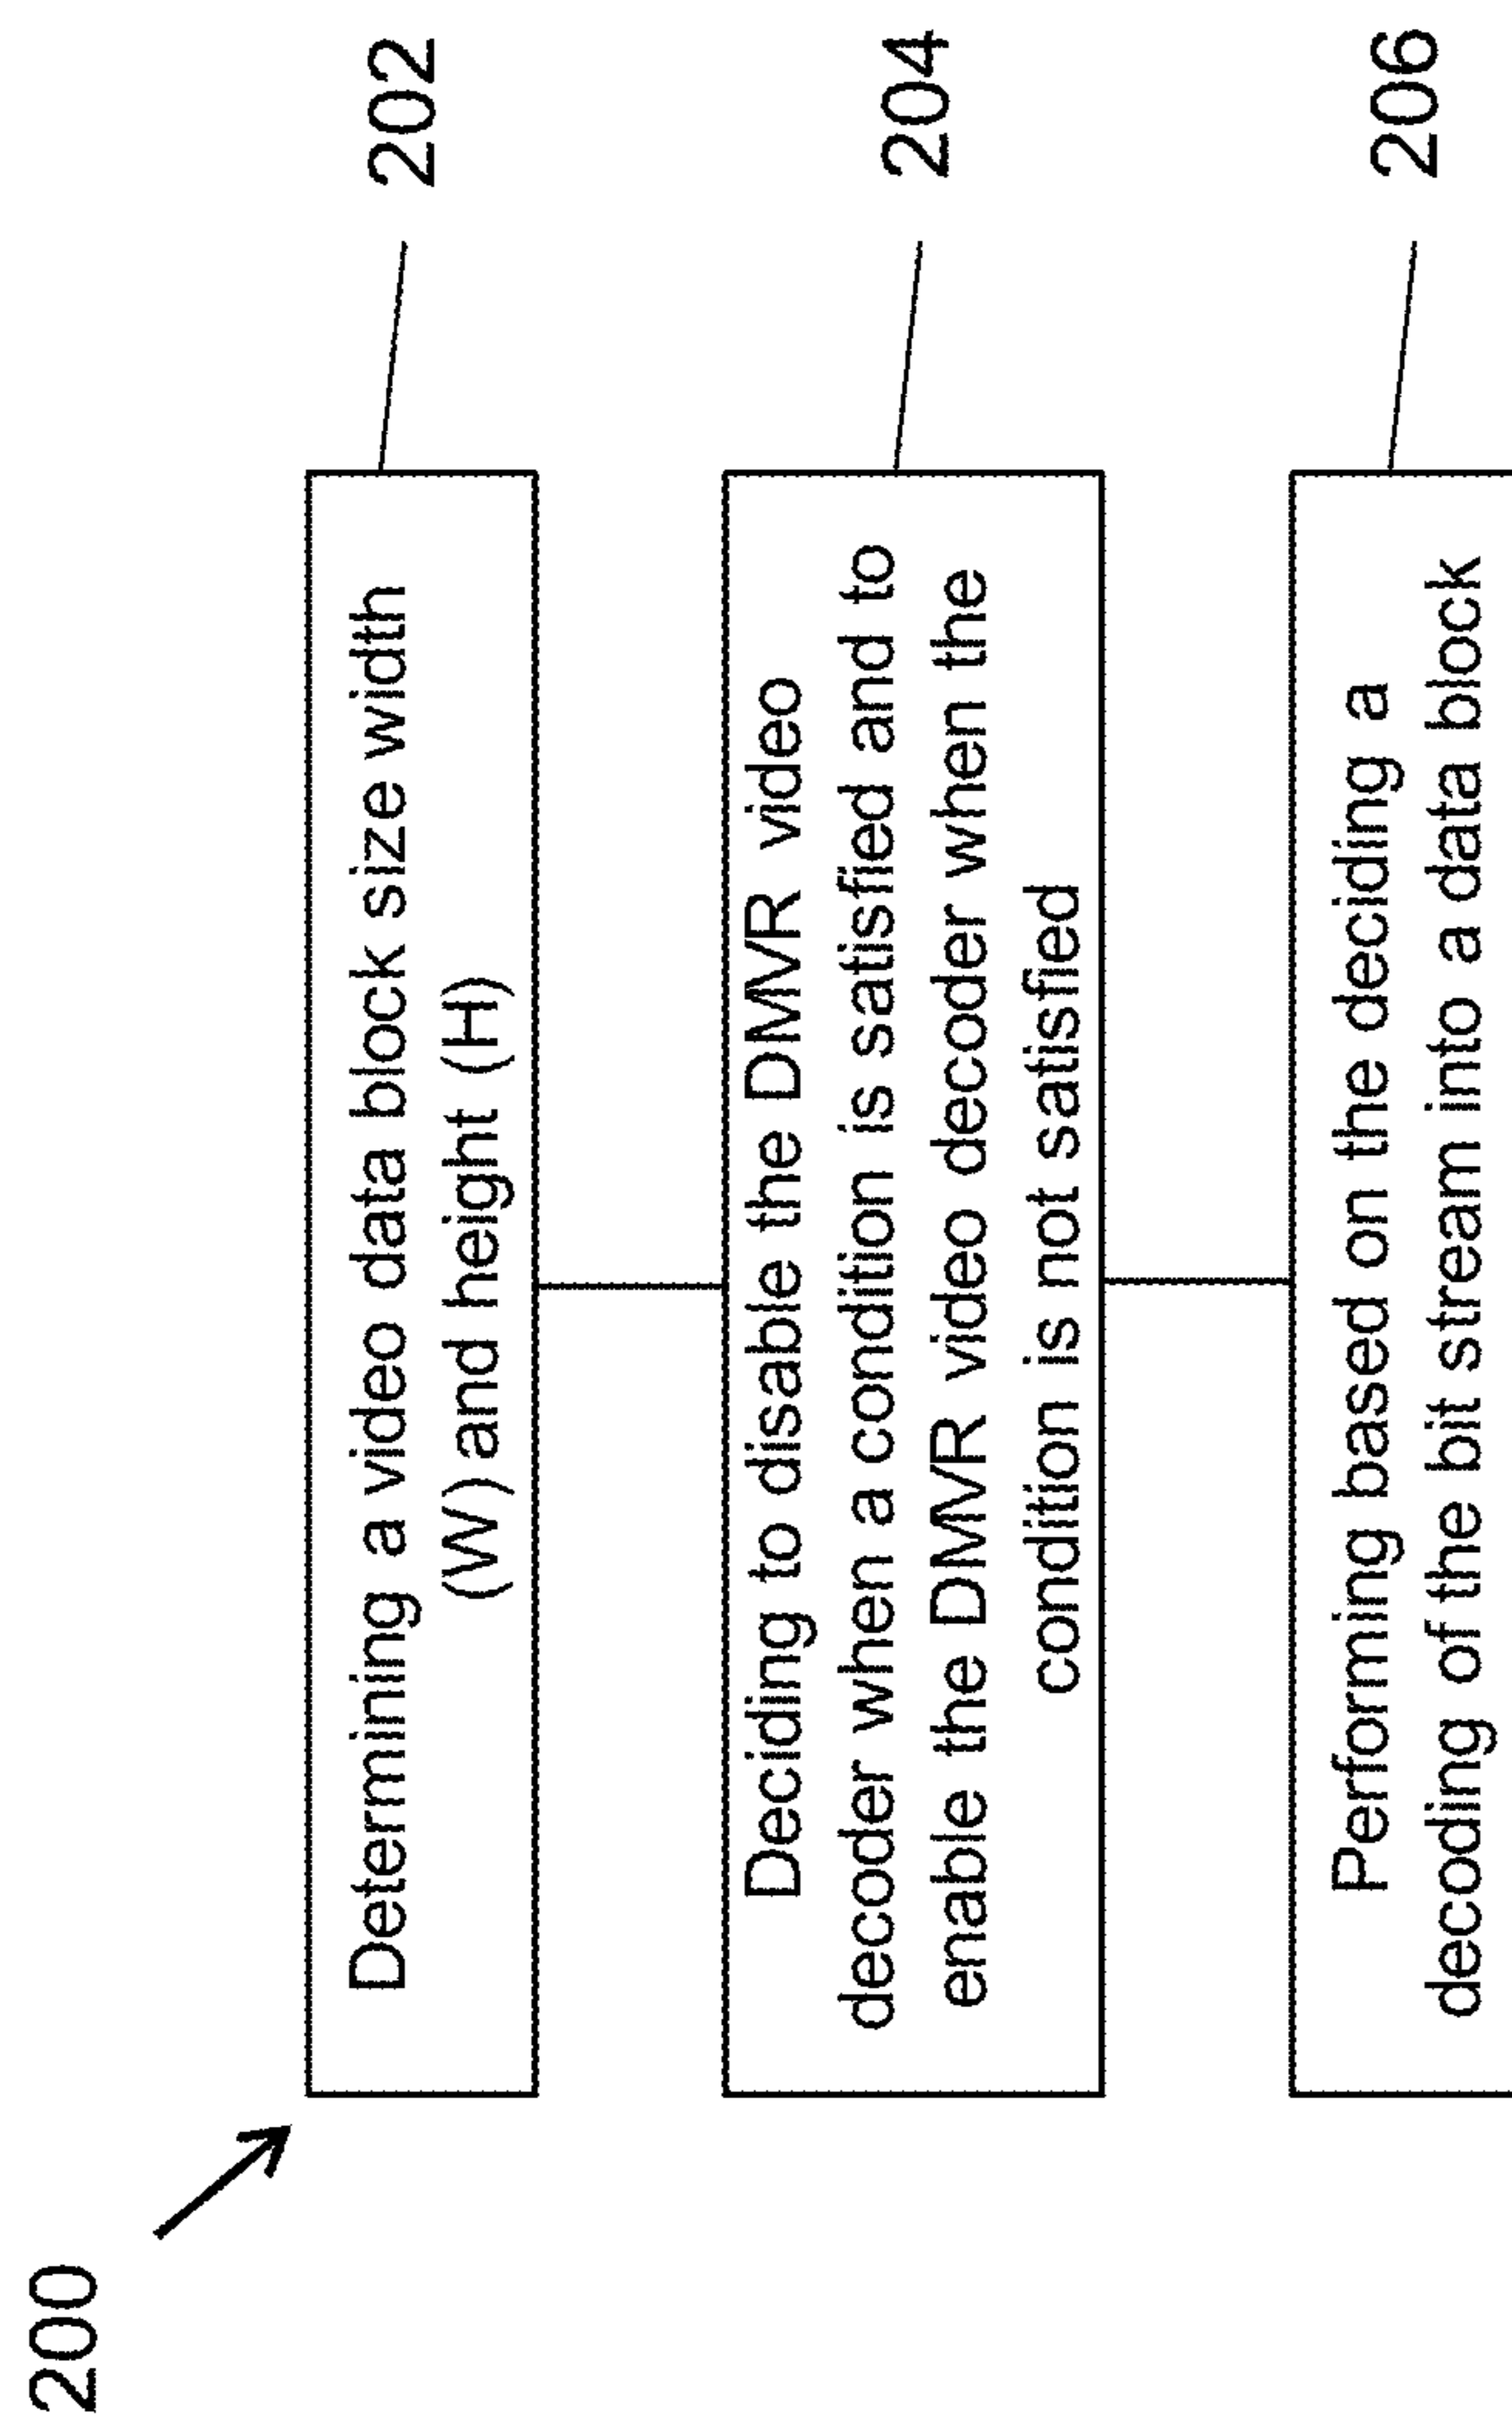 200
Determining a video data block size width
(W) and height (H)
202
Deciding to disable the DMVR video
decoder when a condition is satisfied and to
enable the DMVR video decoder when the
condition is not satisfied
204
Performing based on the deciding a
decoding of the bit stream into a data block
206